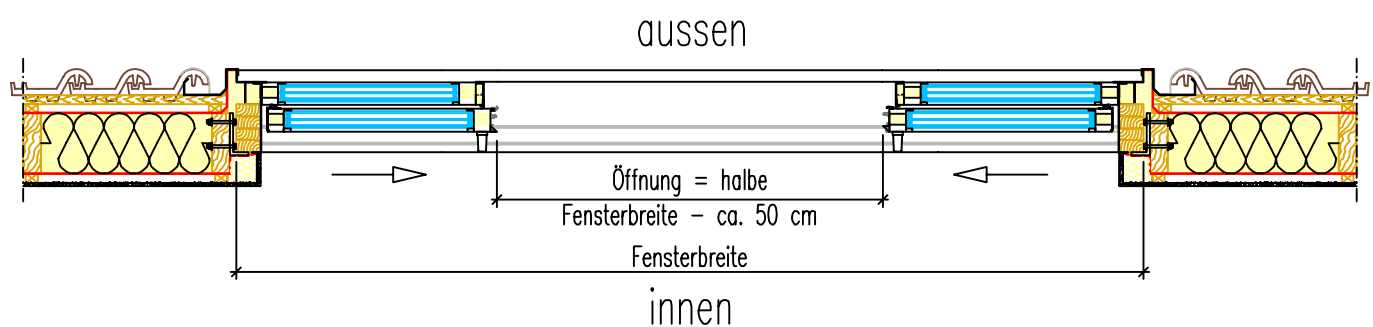 aussen
Öffnung = halbe
Fensterbreite - ca. 50 cm
Fensterbreite
innen